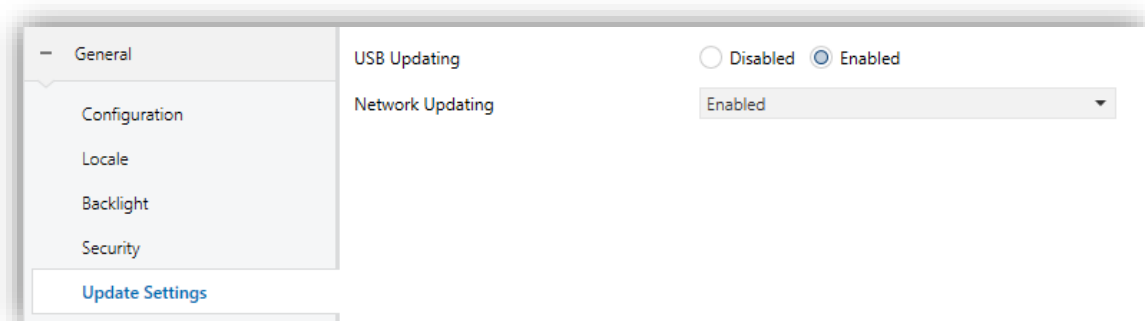 General
Configuration
Locale
Backlight
Security
Update Settings
USB Updating Disabled Enabled
Network Updating Enabled